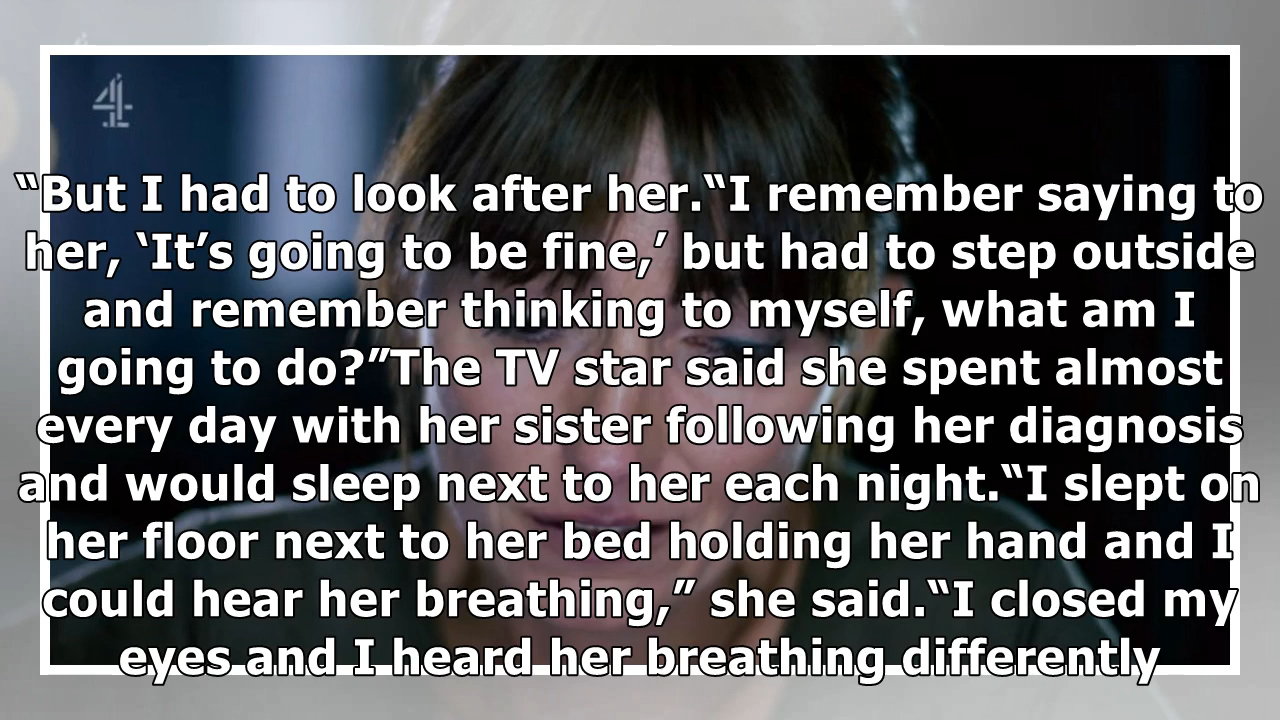 4
“But I had to look after her.“I remember saying to
her, ‘It’s going to be fine,’ but had to step outside
and remember thinking to myself, what am I
going to do?”The TV star said she spent almost
every day with her sister following her diagnosis
and would sleep next to her each night.“I slept on
her floor next to her bed holding her hand and I
could hear her breathing,” she said.“I closed my
eyes and I heard her breathing differently